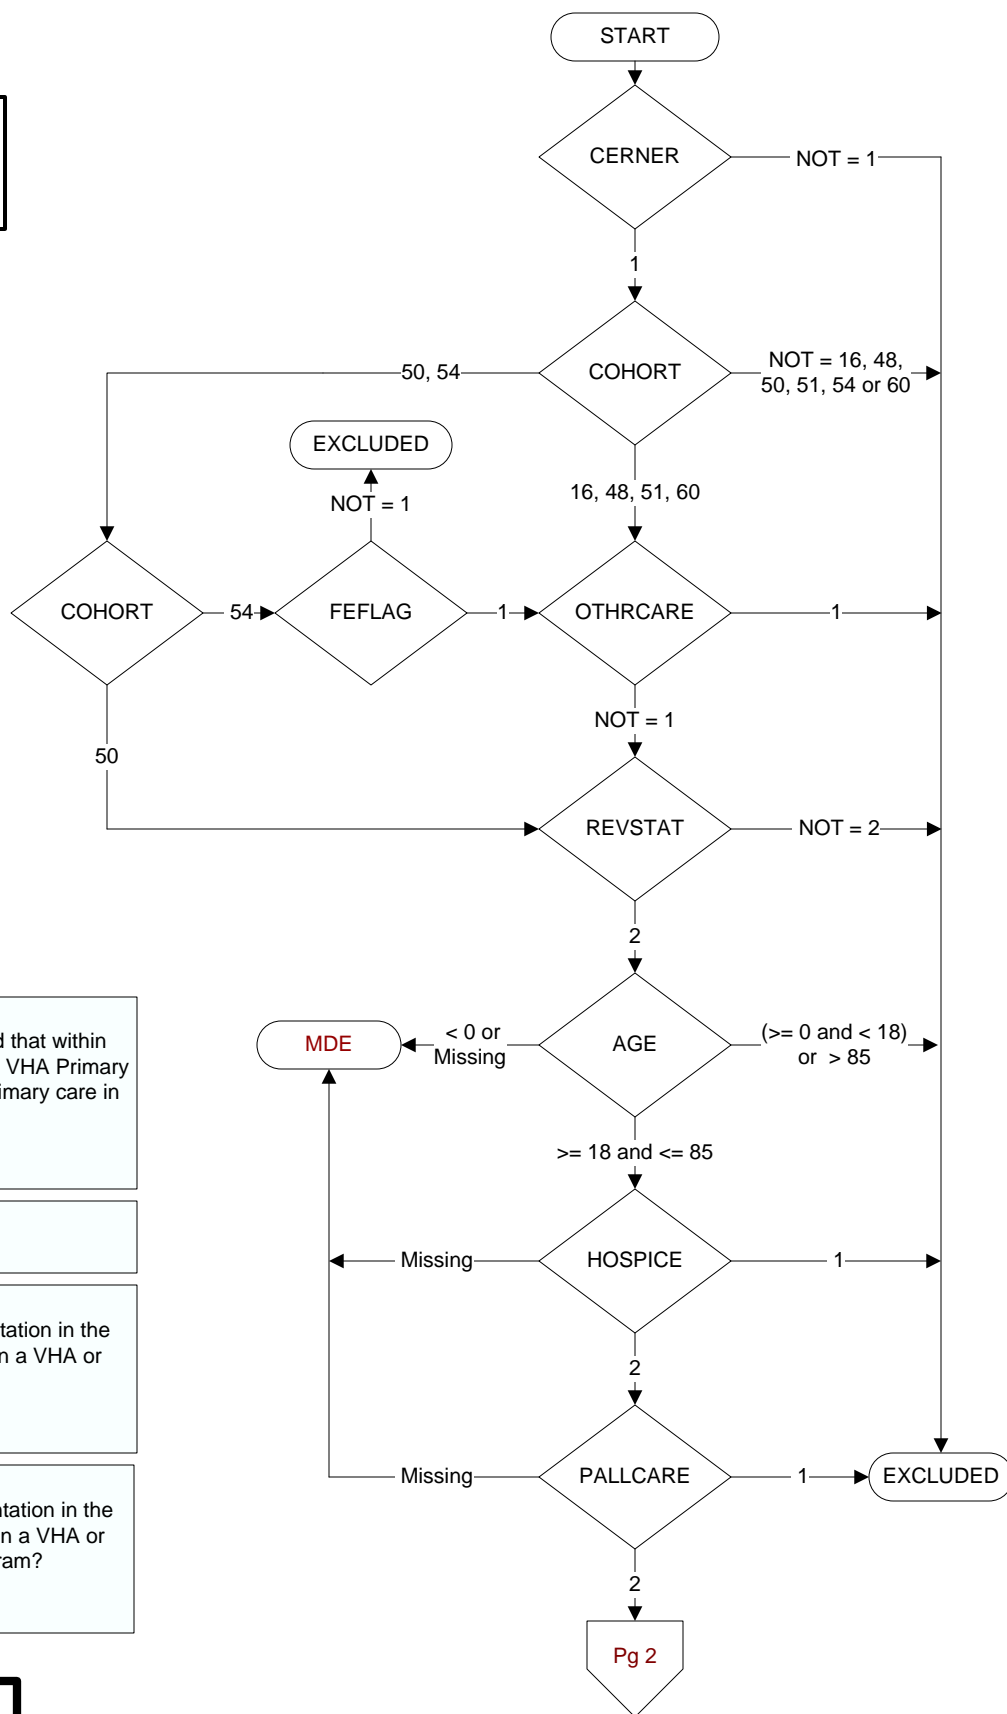 START
CERNER
NOT = 1
1
COHORT
50, 54
NOT = 16, 48,
50, 51, 54 or 60
EXCLUDED
NOT = 1
16, 48, 51, 60
COHORT
54
FEFLAG
1
OTHRCARE
1
NOT = 1
50
REVSTAT
NOT = 2
2
d that within
VHA Primary
imary care in
MDE
< 0 or
Missing
AGE
(>= 0 and < 18)
or > 85
>= 18 and <= 85
Missing
HOSPICE
1
2
tation in the
n a VHA or
Missing
PALLCARE
1
EXCLUDED
ntation in the
n a VHA or
ram?
2
Pg 2